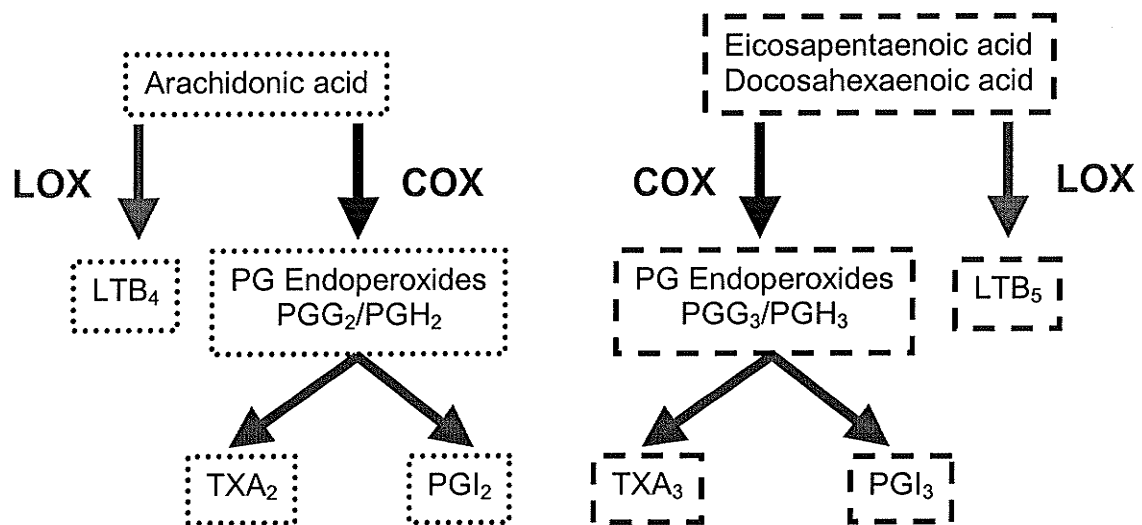 Arachidonic acid
LOX
COX
LTB₄
PG Endoperoxides
PGG₂/PGH₂
TXA₂
PGI₂
Eicosapentaenoic acid
Docosahexaenoic acid
COX
LOX
PG Endoperoxides
PGG₃/PGH₃
LTB₅
TXA₃
PGI₃